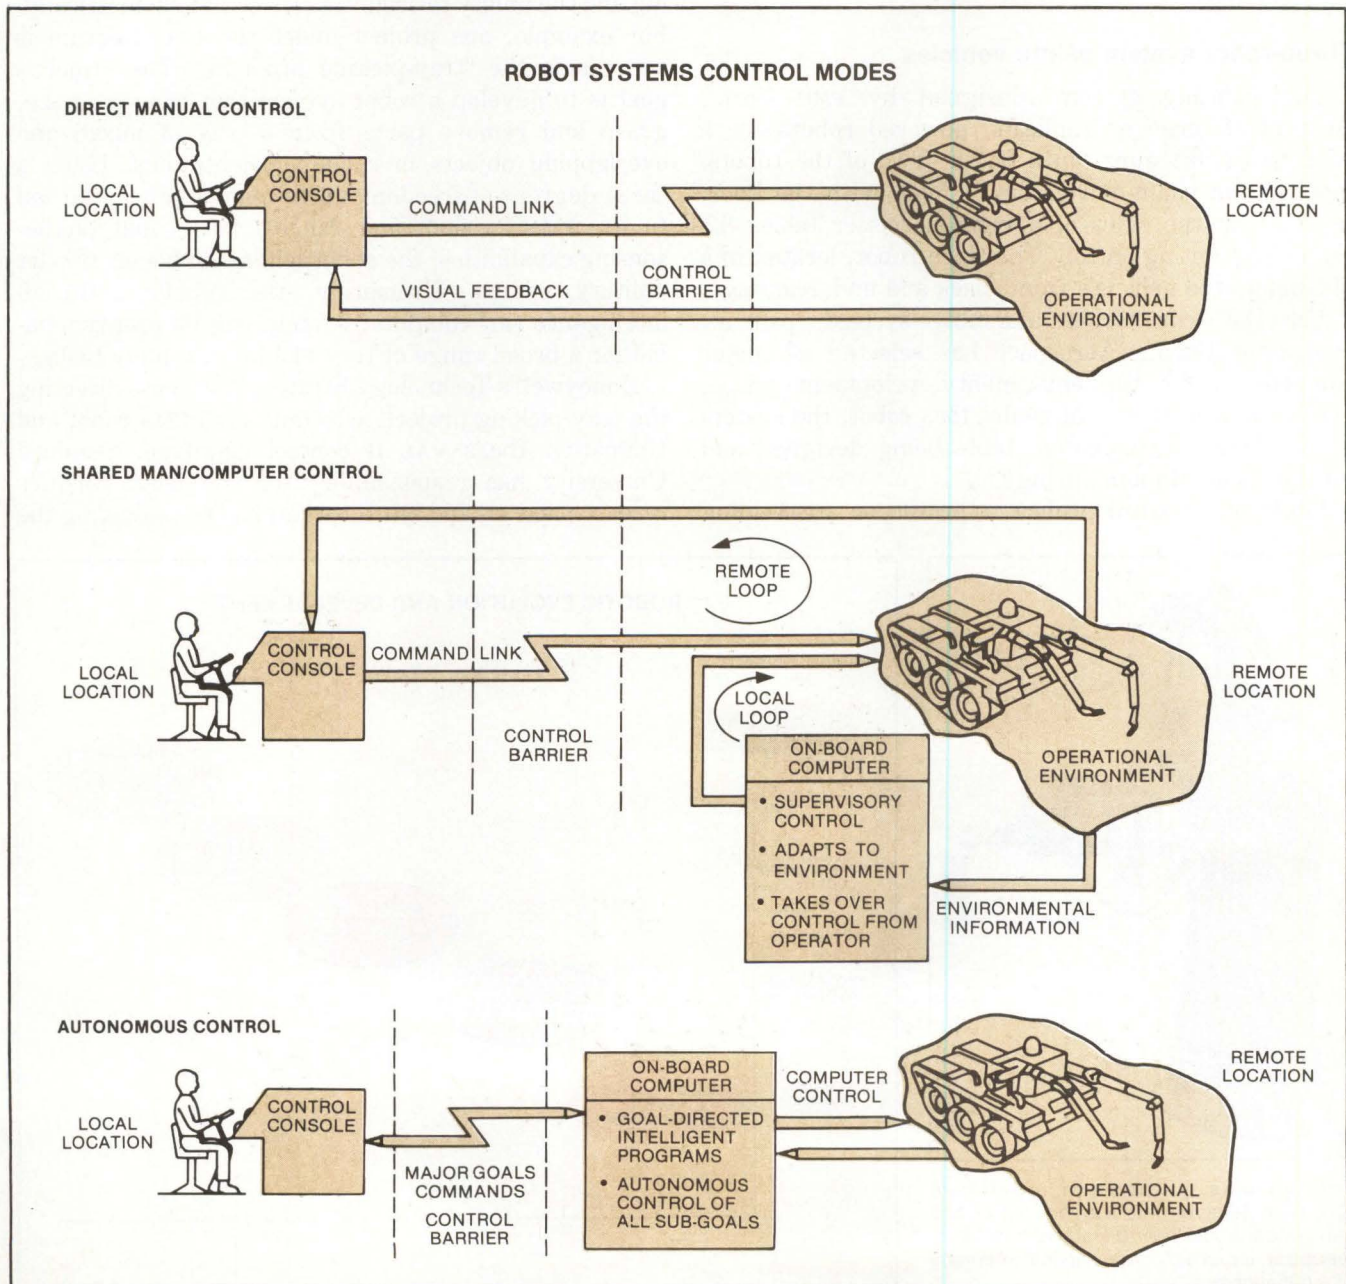 ROBOT SYSTEMS CONTROL MODES
DIRECT MANUAL CONTROL
LOCAL
LOCATION
CONTROL
CONSOLE
COMMAND LINK
VISUAL FEEDBACK
CONTROL
BARRIER
OPERATIONAL
ENVIRONMENT
REMOTE
LOCATION
SHARED MAN/COMPUTER CONTROL
LOCAL
LOCATION
CONTROL
CONSOLE
COMMAND LINK
CONTROL
BARRIER
REMOTE
LOOP
LOCAL
LOOP
ON-BOARD
COMPUTER
• SUPERVISORY
CONTROL
• ADAPTS TO
ENVIRONMENT
• TAKES OVER
CONTROL FROM
OPERATOR
ENVIRONMENTAL
INFORMATION
OPERATIONAL
ENVIRONMENT
REMOTE
LOCATION
AUTONOMOUS CONTROL
LOCAL
LOCATION
CONTROL
CONSOLE
MAJOR GOALS
COMMANDS
CONTROL
BARRIER
ON-BOARD
COMPUTER
• GOAL-DIRECTED
INTELLIGENT
PROGRAMS
• AUTONOMOUS
CONTROL OF
ALL SUB-GOALS
COMPUTER
CONTROL
OPERATIONAL
ENVIRONMENT
REMOTE
LOCATION